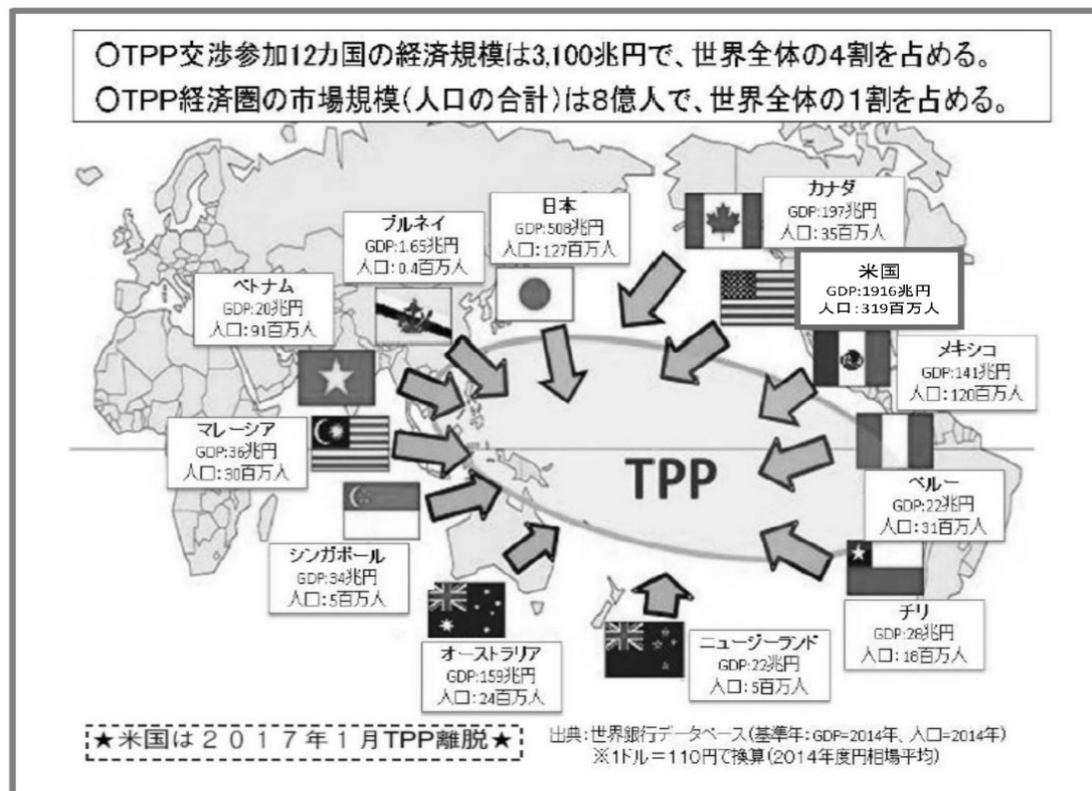 〇TPP交渉参加12カ国の経済規模は3,100兆円で、世界全体の4割を占める。
〇TPP経済圏の市場規模(人口の合計)は8億人で、世界全体の1割を占める。
カナダ
GDP:197兆円
人口:35百万人
日本
GDP:508兆円
人口:127百万人
ブルネイ
GDP:1.65兆円
人口:0.4百万人
米国
GDP:1916兆円
人口:319百万人
ベトナム
GDP:20兆円
人口:91百万人
メキシコ
GDP:141兆円
人口:120百万人
マレーシア
GDP:36兆円
人口:30百万人
TPP
ペルー
GDP:22兆円
人口:31百万人
シンガポール
GDP:34兆円
人口:5百万人
チリ
GDP:28兆円
人口:18百万人
オーストラリア
GDP:159兆円
人口:24百万人
ニュージーランド
GDP:22兆円
人口:5百万人
★米国は2017年1月TPP離脱★
出典:世界銀行データベース(基準年:GDP=2014年、人口=2014年)
※1ドル=110円で換算(2014年度円相場平均)